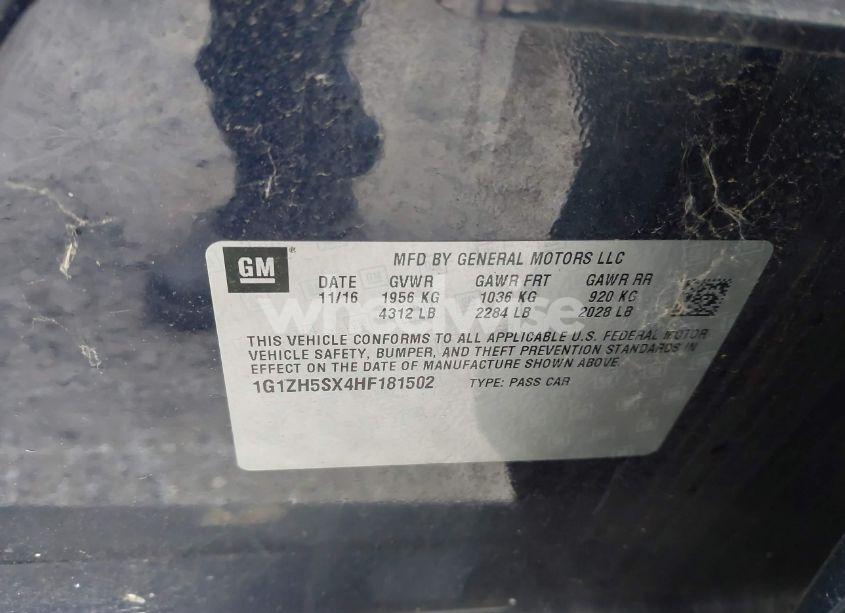 GM
MFD BY GENERAL MOTORS LLC
DATE GVWR GAWR FRT GAWR RR
11/16 1956 KG 1036 KG 920 KG
4312 LB 2284 LB 2028 LB
wheelwise
THIS VEHICLE CONFORMS TO ALL APPLICABLE U.S. FEDERAL MOTOR
VEHICLE SAFETY, BUMPER, AND THEFT PREVENTION STANDARDS IN
EFFECT ON THE DATE OF MANUFACTURE SHOWN ABOVE.
1G1ZH5SX4HF181502 TYPE: PASS CAR